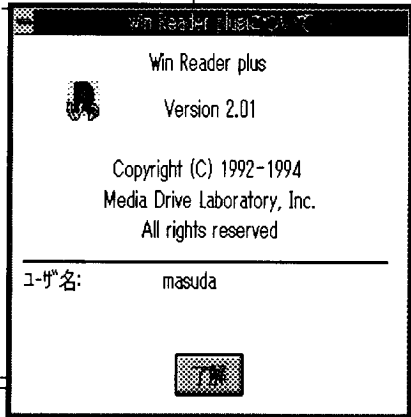 Win Reader plusについて
Win Reader plus
Version 2.01
Copyright (C) 1992-1994
Media Drive Laboratory, Inc.
All rights reserved
ユーザ名: masuda
了解